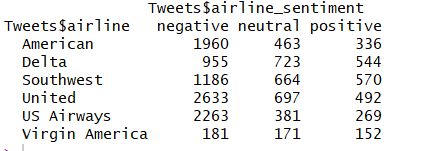 Tweets$airline_sentiment
Tweets$airline negative neutral positive
American 1960 463 336
Delta 955 723 544
Southwest 1186 664 570
United 2633 697 492
US Airways 2263 381 269
Virgin America 181 171 152
>